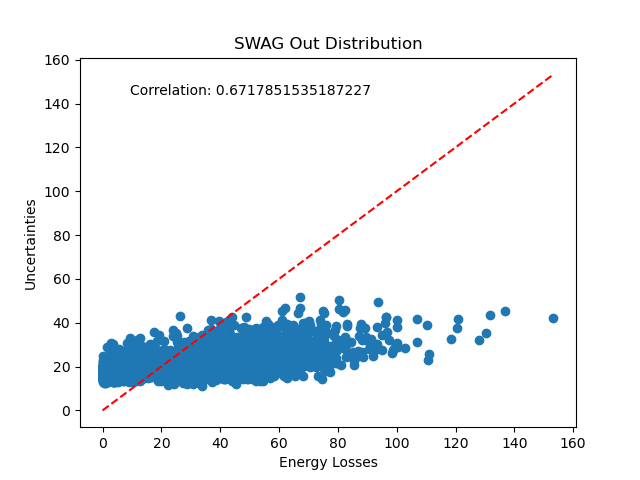 SWAG Out Distribution
160
140
120
100
80
60
40
20
0
Uncertainties
Correlation: 0.6717851535187227
0 20 40 60 80 100 120 140 160
Energy Losses